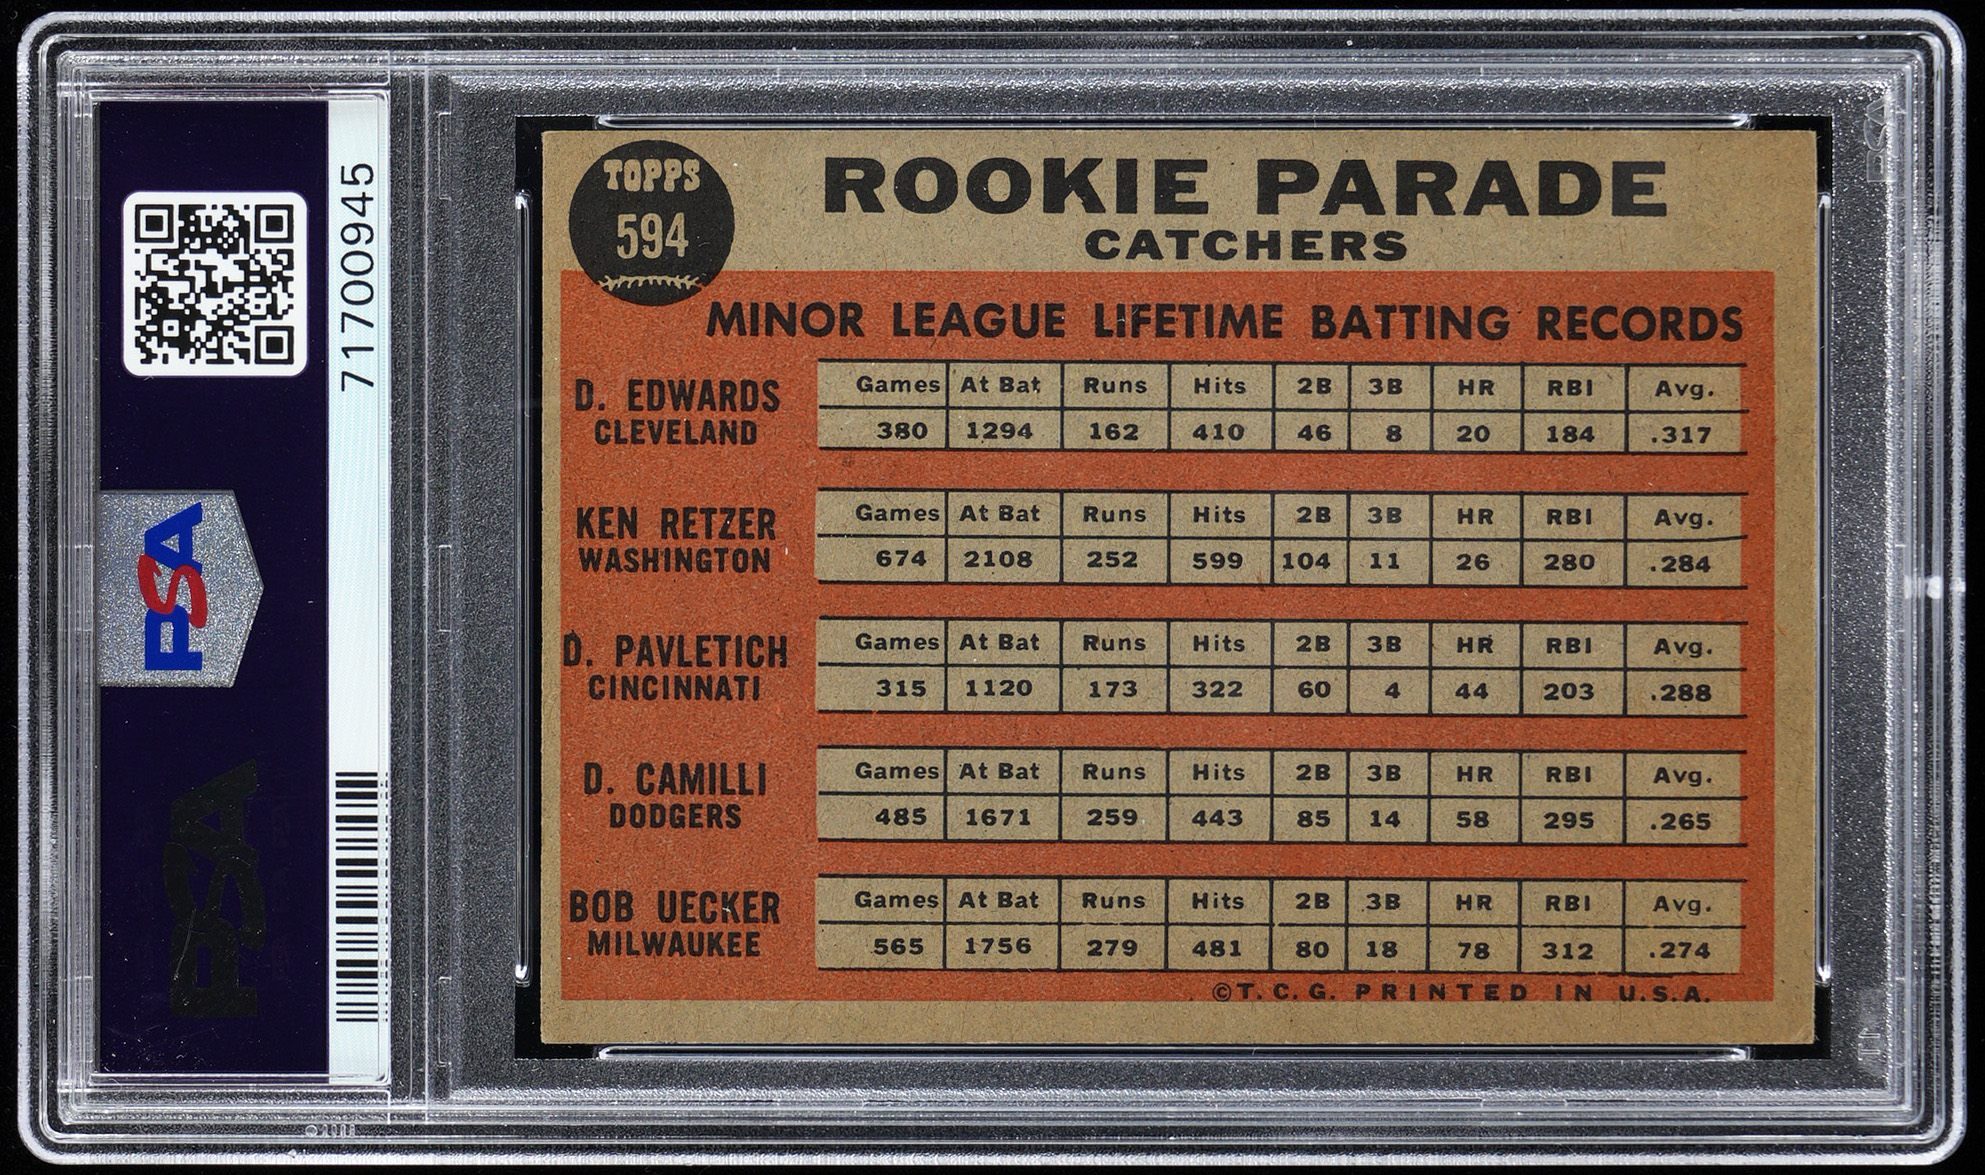 71700945
PSA
PSA
TOPPS
594
ROOKIE PARADE
CATCHERS
MINOR LEAGUE LIFETIME BATTING RECORDS
D. EDWARDS
CLEVELAND
Games At Bat Runs Hits 2B 3B HR RBI Avg.
380 1294 162 410 46 8 20 184 .317
KEN RETZER
WASHINGTON
Games At Bat Runs Hits 2B 3B HR RBI Avg.
674 2108 252 599 104 11 26 280 .284
D. PAVLETICH
CINCINNATI
Games At Bat Runs Hits 2B 3B HR RBI Avg.
315 1120 173 322 60 4 44 203 .288
D. CAMILLI
DODGERS
Games At Bat Runs Hits 2B 3B HR RBI Avg.
485 1671 259 443 85 14 58 295 .265
BOB UECKER
MILWAUKEE
Games At Bat Runs Hits 2B 3B HR RBI Avg.
565 1756 279 481 80 18 78 312 .274
©T.C.G. PRINTED IN U.S.A.
PSA